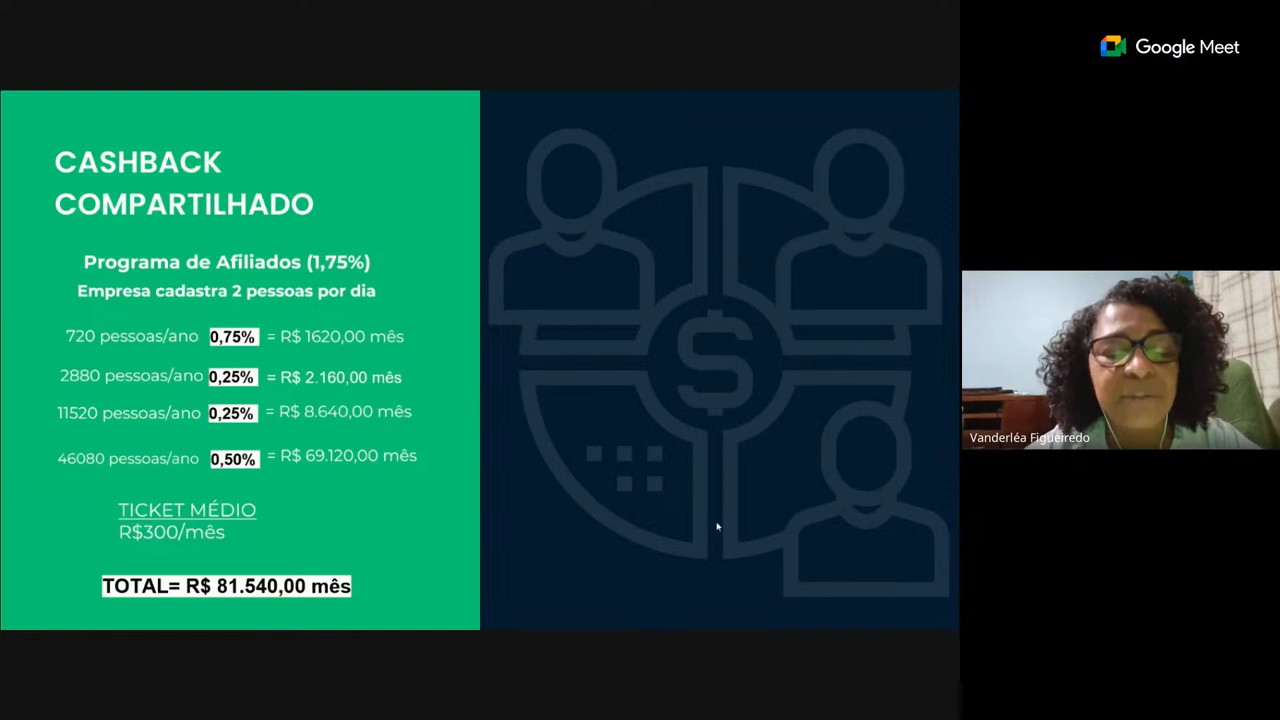 Google Meet
CASHBACK
COMPARTILHADO
Programa de Afiliados (1,75%)
Empresa cadastra 2 pessoas por dia
720 pessoas/ano 0,75% = R$ 1620,00 mês
2880 pessoas/ano 0,25% = R$ 2.160,00 mês
11520 pessoas/ano 0,25% = R$ 8.640,00 mês
46080 pessoas/ano 0,50% = R$ 69.120,00 mês
TICKET MÉDIO
R$300/mês
TOTAL= R$ 81.540,00 mês
$
Vanderléa Figueiredo